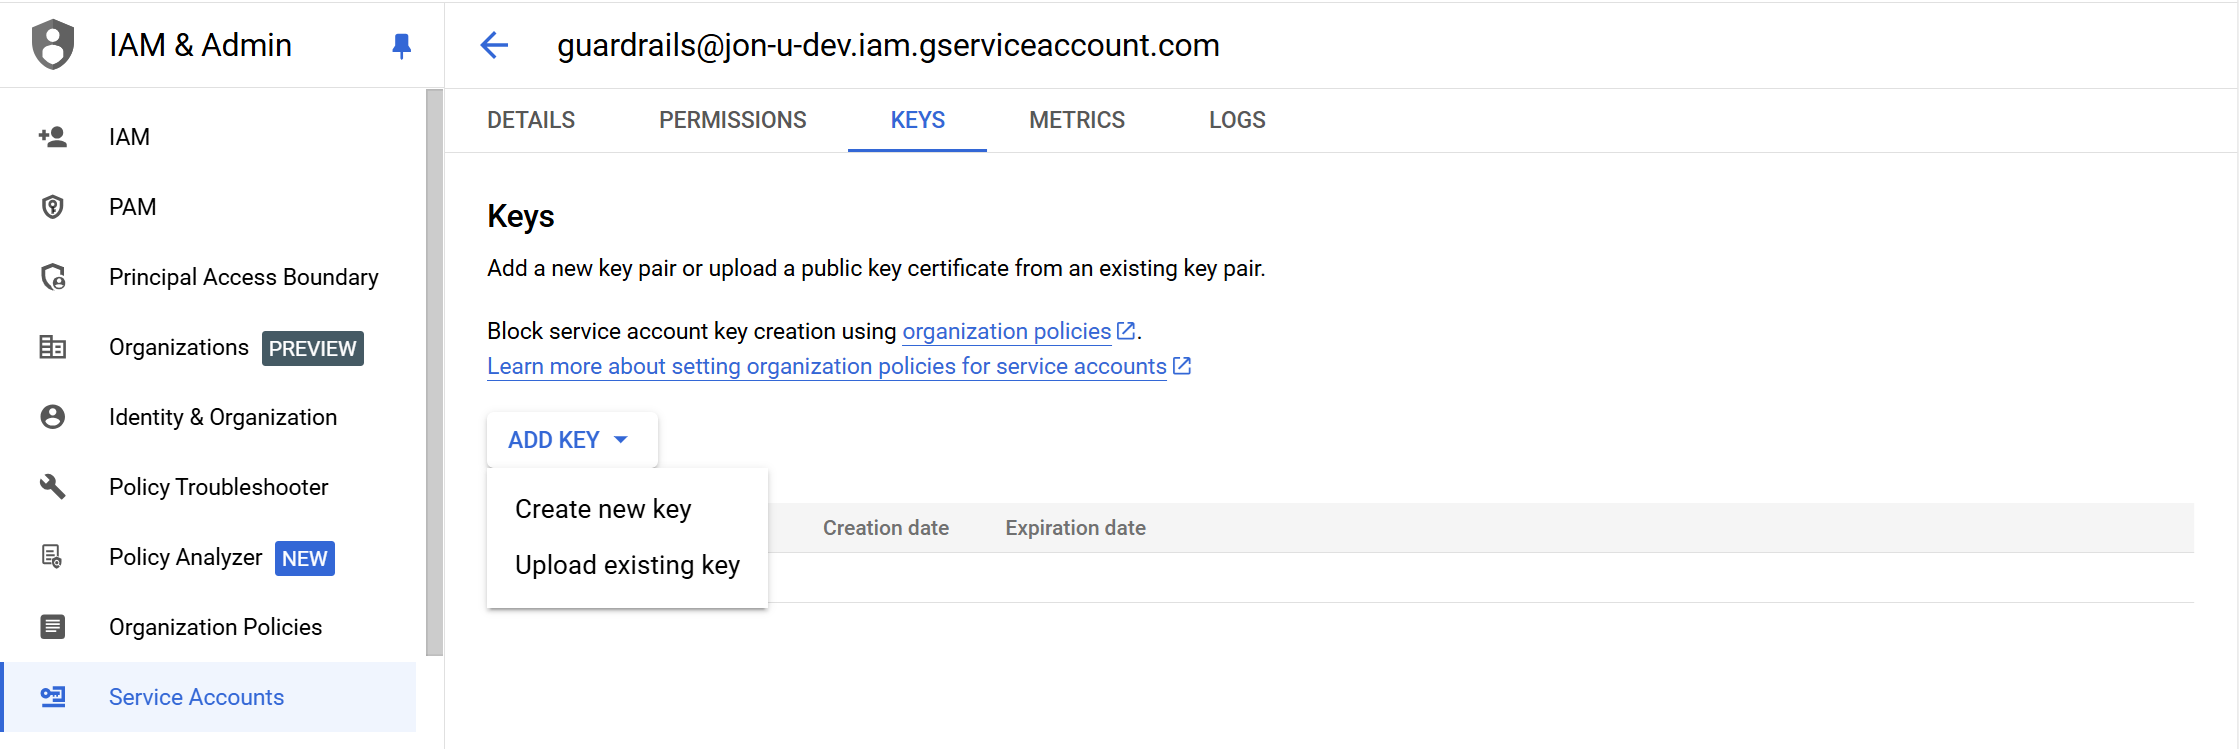 IAM & Admin
guardrails@jon-u-dev.iam.gserviceaccount.com
IAM
PAM
Principal Access Boundary
Organizations PREVIEW
Identity & Organization
Policy Troubleshooter
Policy Analyzer NEW
Organization Policies
Service Accounts
DETAILS PERMISSIONS KEYS METRICS LOGS
Keys
Add a new key pair or upload a public key certificate from an existing key pair.
Block service account key creation using organization policies.
Learn more about setting organization policies for service accounts
ADD KEY
Create new key
Upload existing key
Creation date Expiration date